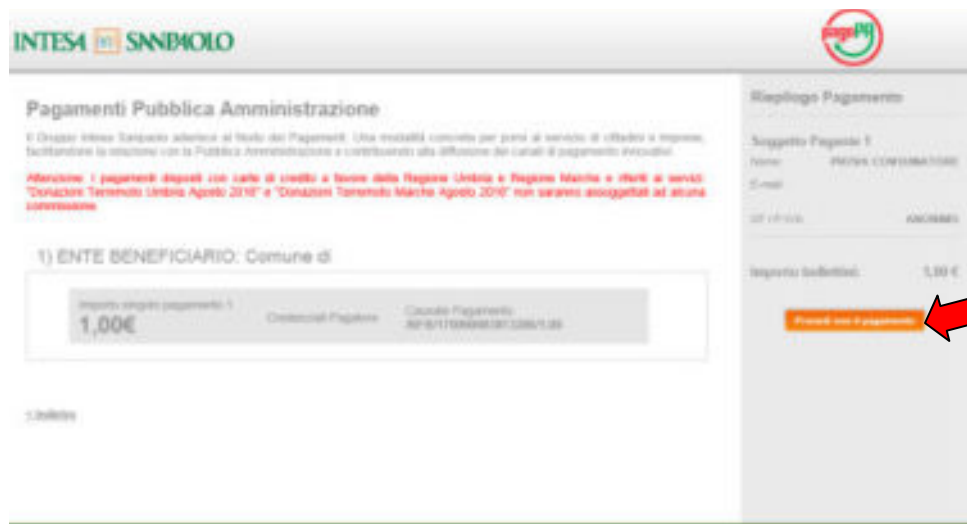 INTESA SANPAOLO
pagoPA
Pagamenti Pubblica Amministrazione
Il Gruppo Intesa Sanpaolo aderisce al Nodo dei Pagamenti. Una modalità concreta per porsi al servizio di cittadini e imprese,
facilitandone la relazione con la Pubblica Amministrazione e contribuendo alla diffusione dei canali di pagamento innovativi.
Attenzione: i pagamenti disposti con carte di credito a favore della Regione Umbria e Regione Marche e riferiti ai servizi:
"Donazioni Terremoto Umbria Agosto 2016" e "Donazioni Terremoto Marche Agosto 2016" non saranno assoggettati ad alcuna
commissione.
1) ENTE BENEFICIARIO: Comune di
Importo singolo pagamento 1
1,00€
Credenziali Pagatore
Causale Pagamento
Riepilogo Pagamento
Soggetto Pagante 1
Nome
E-mail
ANONIMO
Importo bollettini:
1,00 €
Procedi con il pagamento